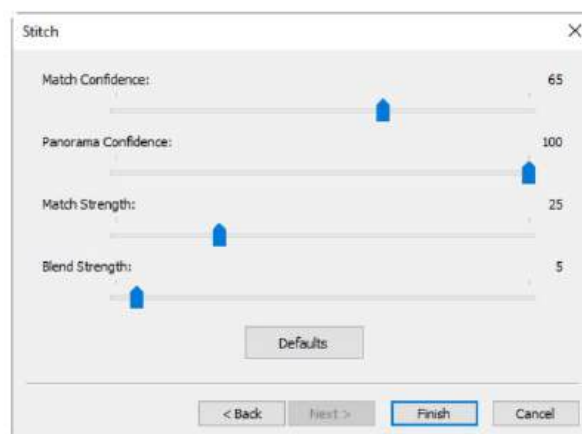 Stitch
Match Confidence: 65
Panorama Confidence: 100
Match Strength: 25
Blend Strength: 5
Defaults
< Back Next > Finish Cancel